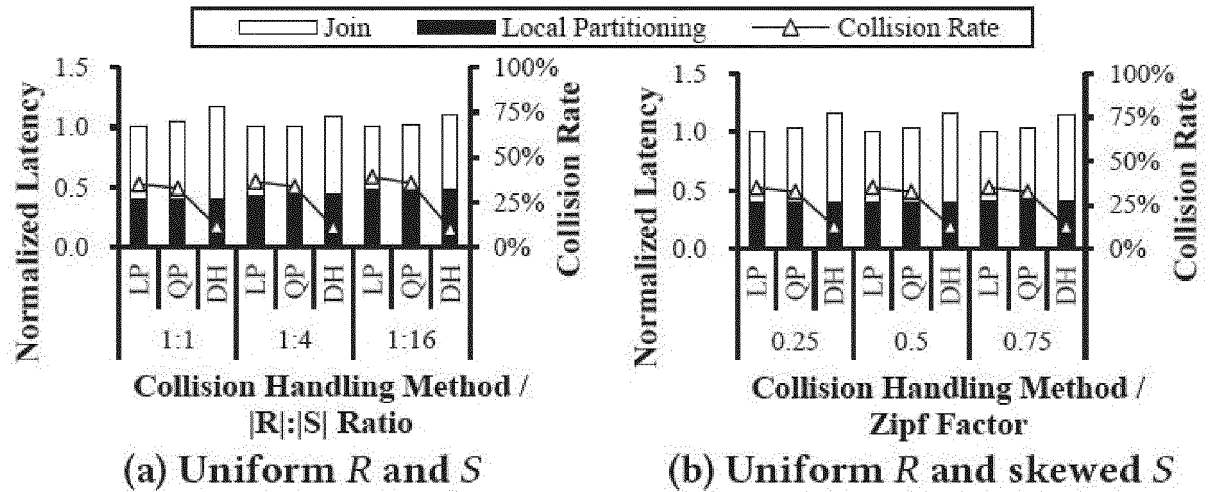 Join Local Partitioning Collision Rate
1.5 100% 1.5 100%
1.0 75% 1.0 75%
0.5 50% 0.5 50%
25% 25%
0.0 0% 0.0 0%
Normalized Latency
Collision Rate
Normalized Latency
Collision Rate
LP QP DH LP QP DH LP QP DH
LP QP DH LP QP DH LP QP DH
1:1 1:4 1:16
0.25 0.5 0.75
Collision Handling Method /
|R|:|S| Ratio
Collision Handling Method /
Zipf Factor
(a) Uniform R and S
(b) Uniform R and skewed S